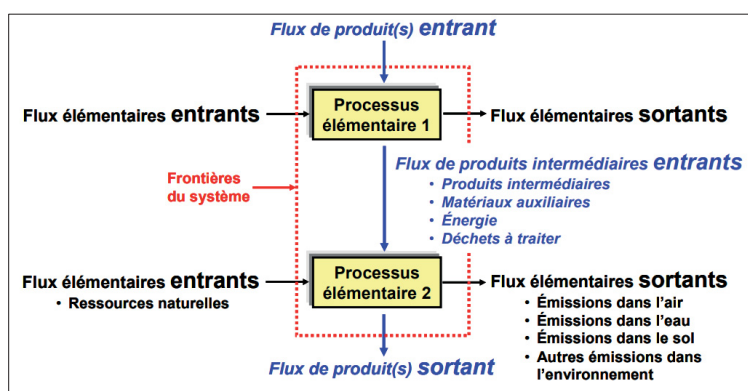 Flux de produit(s) entrant
Flux élémentaires entrants
Processus
élémentaire 1
Flux élémentaires sortants
Flux de produits intermédiaires entrants
• Produits intermédiaires
• Matériaux auxiliaires
• Énergie
• Déchets à traiter
Frontières
du système
Flux élémentaires entrants
• Ressources naturelles
Processus
élémentaire 2
Flux élémentaires sortants
• Émissions dans l'air
• Émissions dans l'eau
• Émissions dans le sol
• Autres émissions dans
l'environnement
Flux de produit(s) sortant